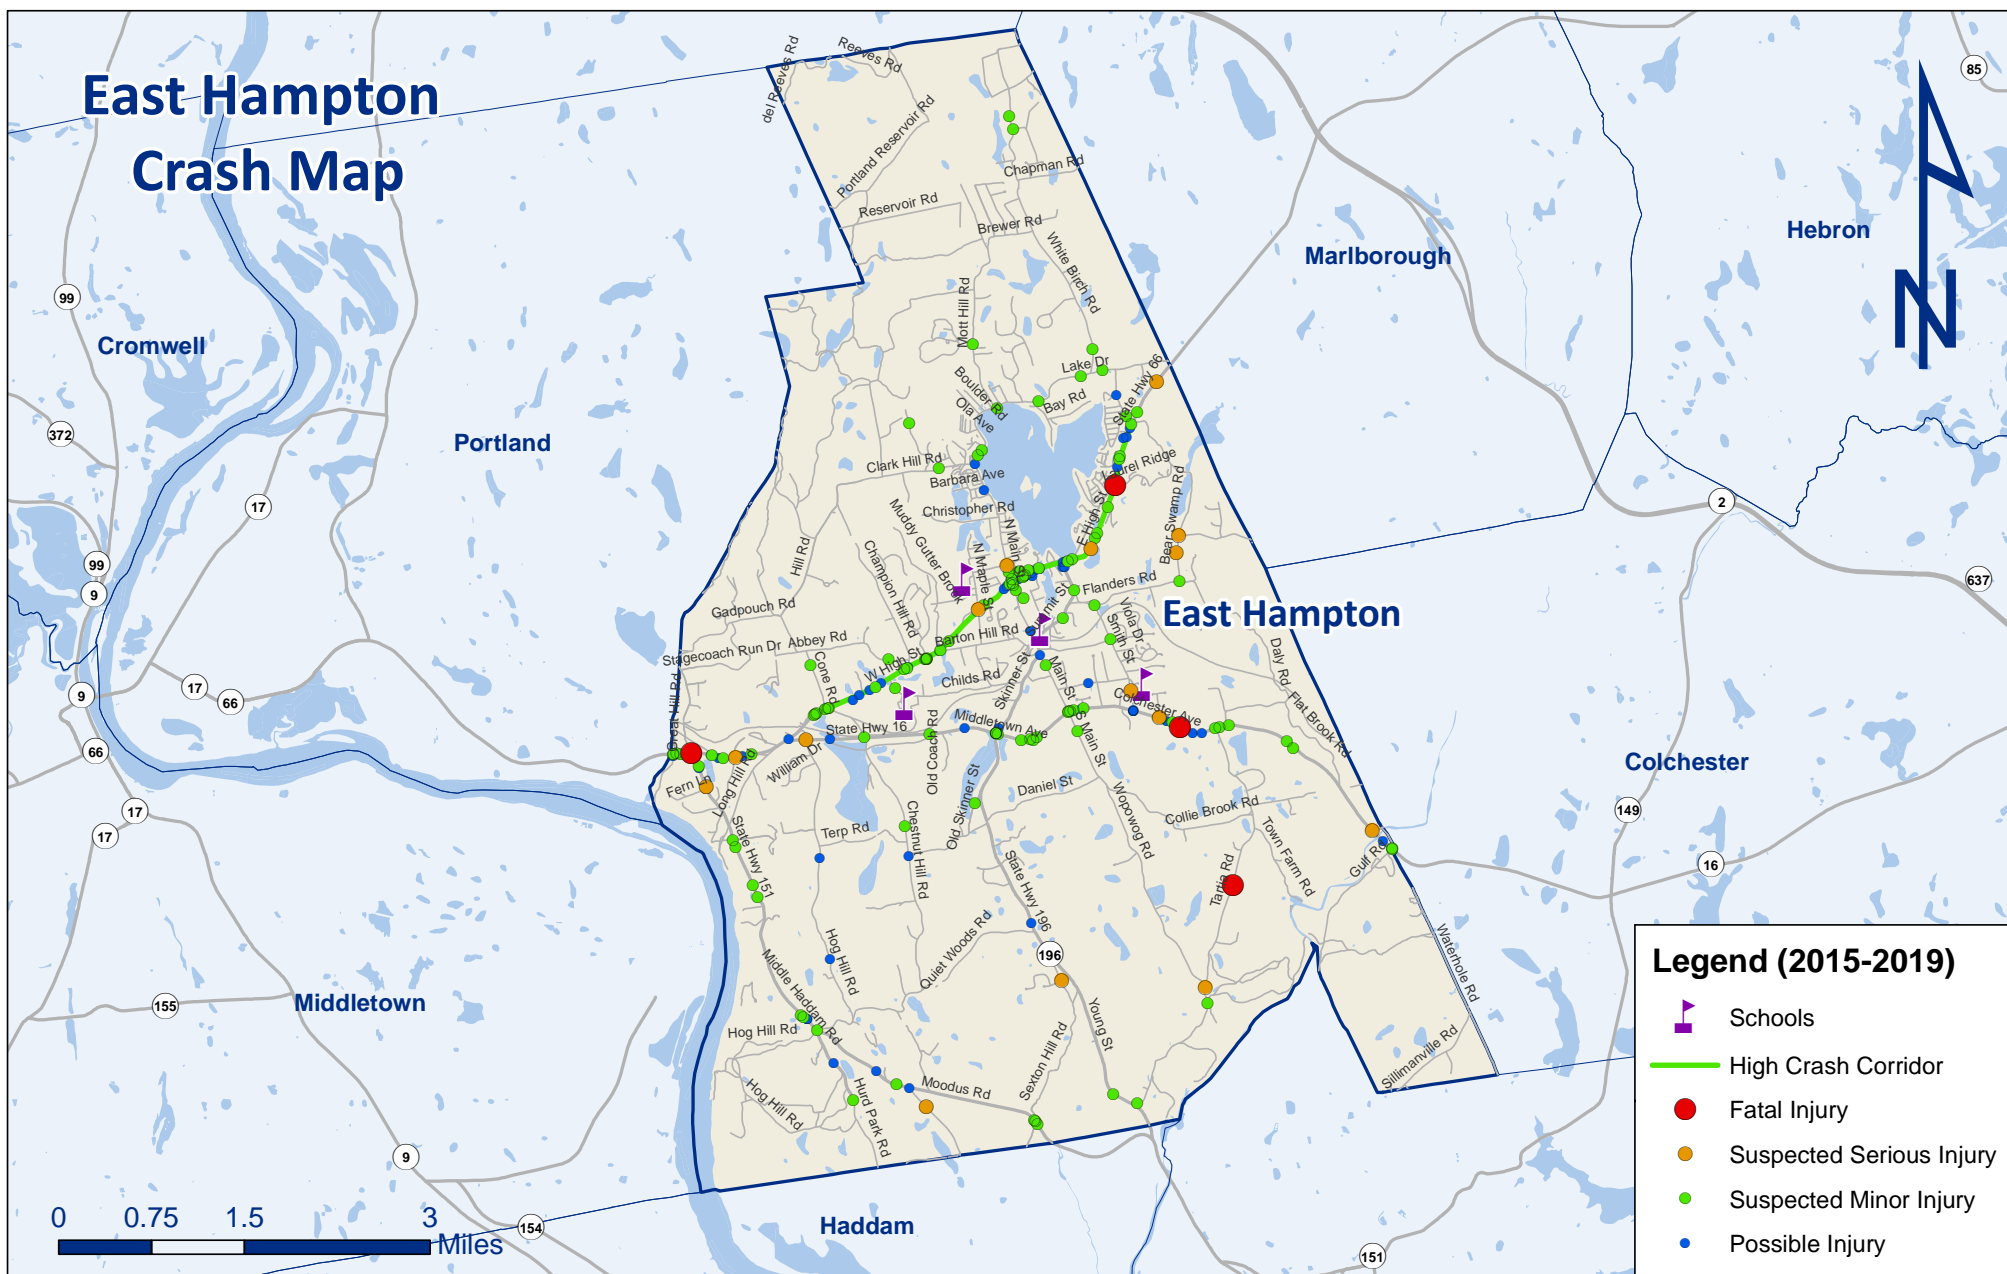 East Hampton
Crash Map
N
Cromwell
Portland
Marlborough
Hebron
East Hampton
Colchester
Middletown
Haddam
85
99
372
17
99
9
9
17
66
66
17
17
2
637
149
16
196
155
9
154
151
del Reeves Rd
Reeves Rd
Portland Reservoir Rd
Chapman Rd
Reservoir Rd
Brewer Rd
White Birch Rd
Mott Hill Rd
Lake Dr
State Hwy 66
Boulder Rd
Bay Rd
Ola Ave
Clark Hill Rd
Barbara Ave
Laurel Ridge
Christopher Rd
Muddy Gutter Brook
N Main St
E High St
Bear Swamp Rd
Hill Rd
Champion Hill Rd
N Maple St
Flanders Rd
Gadpouch Rd
Viola Dr
Smith St
Barton Hill Rd
Stagecoach Run Dr
Abbey Rd
W High St
Cone Rd
Childs Rd
Skinner St
Main St
Daly Rd
Flat Brook Rd
Great Hill Rd
Colchester Ave
State Hwy 16
Middletown Ave
S Main St
Old Coach Rd
William Dr
Long Hill Rd
Fern Ln
Daniel St
Old Skinner St
Wopowog Rd
Collie Brook Rd
Terp Rd
Chestnut Hill Rd
State Hwy 151
Town Farm Rd
Gulf Rd
Tartia Rd
State Hwy 196
Quiet Woods Rd
Hog Hill Rd
Middle Haddam Rd
Waterhole Rd
Hog Hill Rd
Young St
Sexton Hill Rd
Sillimanville Rd
Moodus Rd
Hog Hill Rd
Hurd Park Rd
Legend (2015-2019)
Schools
High Crash Corridor
Fatal Injury
Suspected Serious Injury
Suspected Minor Injury
Possible Injury
0 0.75 1.5 3
Miles